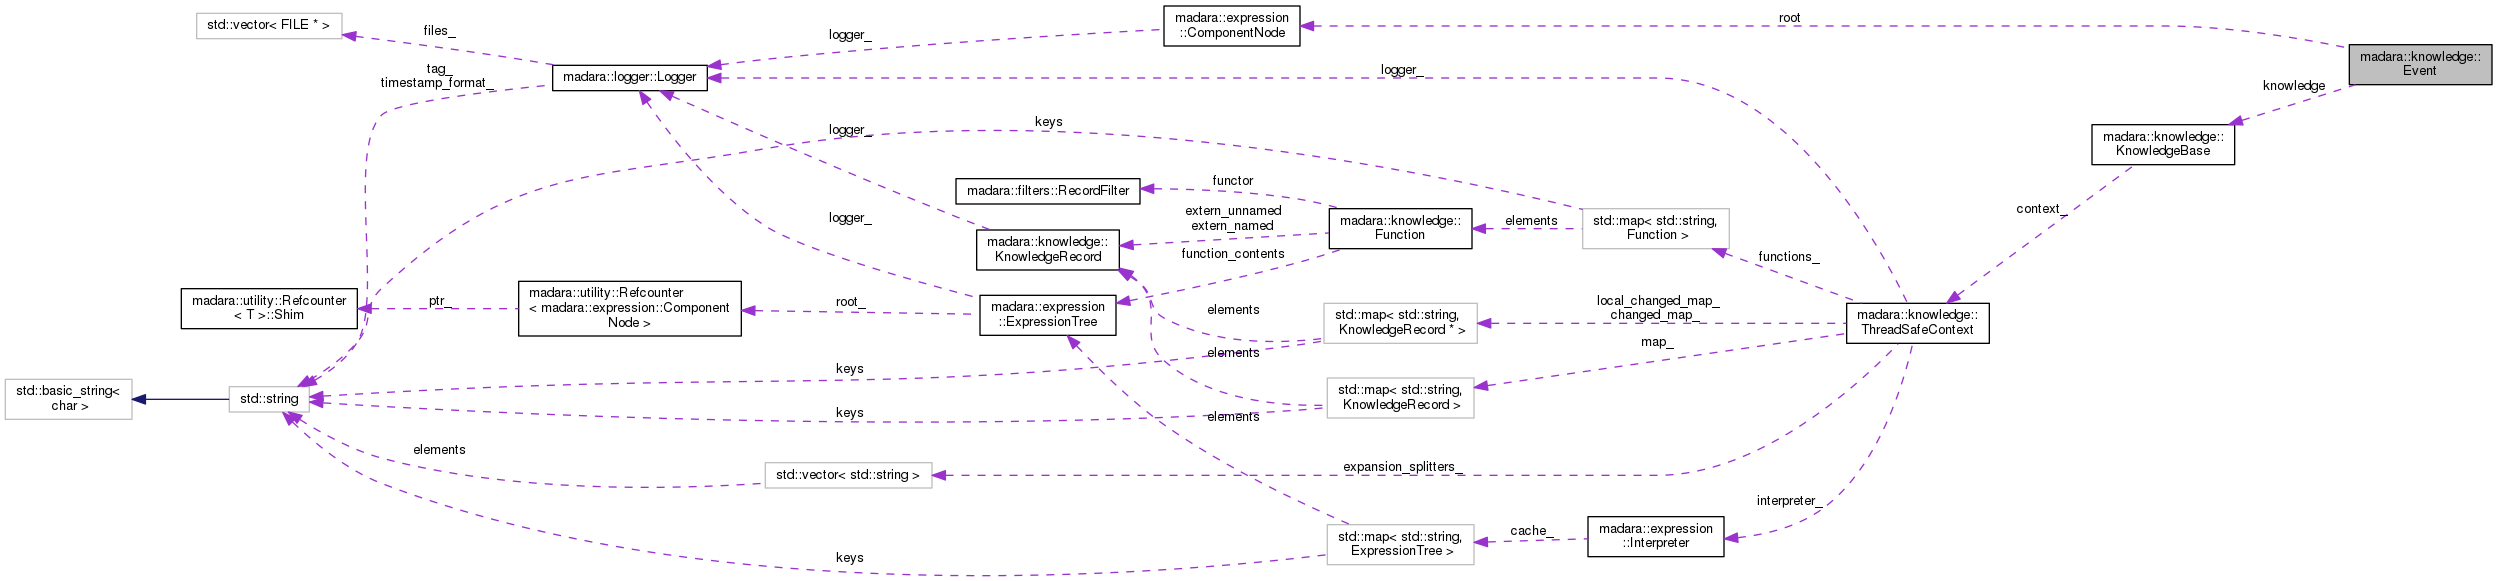 std::vector< FILE * >
files_
tag_
timestamp_format_
madara::logger::Logger
logger_
madara::expression
::ComponentNode
root
madara::knowledge::
Event
logger_
knowledge
madara::knowledge::
KnowledgeBase
keys
logger_
madara::filters::RecordFilter
functor
extern_unnamed
extern_named
madara::knowledge::
Function
elements
std::map< std::string,
Function >
context_
logger_
madara::knowledge::
KnowledgeRecord
function_contents
functions_
madara::utility::Refcounter
< T >::Shim
ptr_
madara::utility::Refcounter
< madara::expression::Component
Node >
root_
madara::expression
::ExpressionTree
elements
std::map< std::string,
KnowledgeRecord * >
local_changed_map_
changed_map_
madara::knowledge::
ThreadSafeContext
map_
elements
keys
std::basic_string<
char >
std::string
keys
std::map< std::string,
KnowledgeRecord >
elements
elements
std::vector< std::string >
expansion_splitters_
interpreter_
keys
std::map< std::string,
ExpressionTree >
cache_
madara::expression
::Interpreter